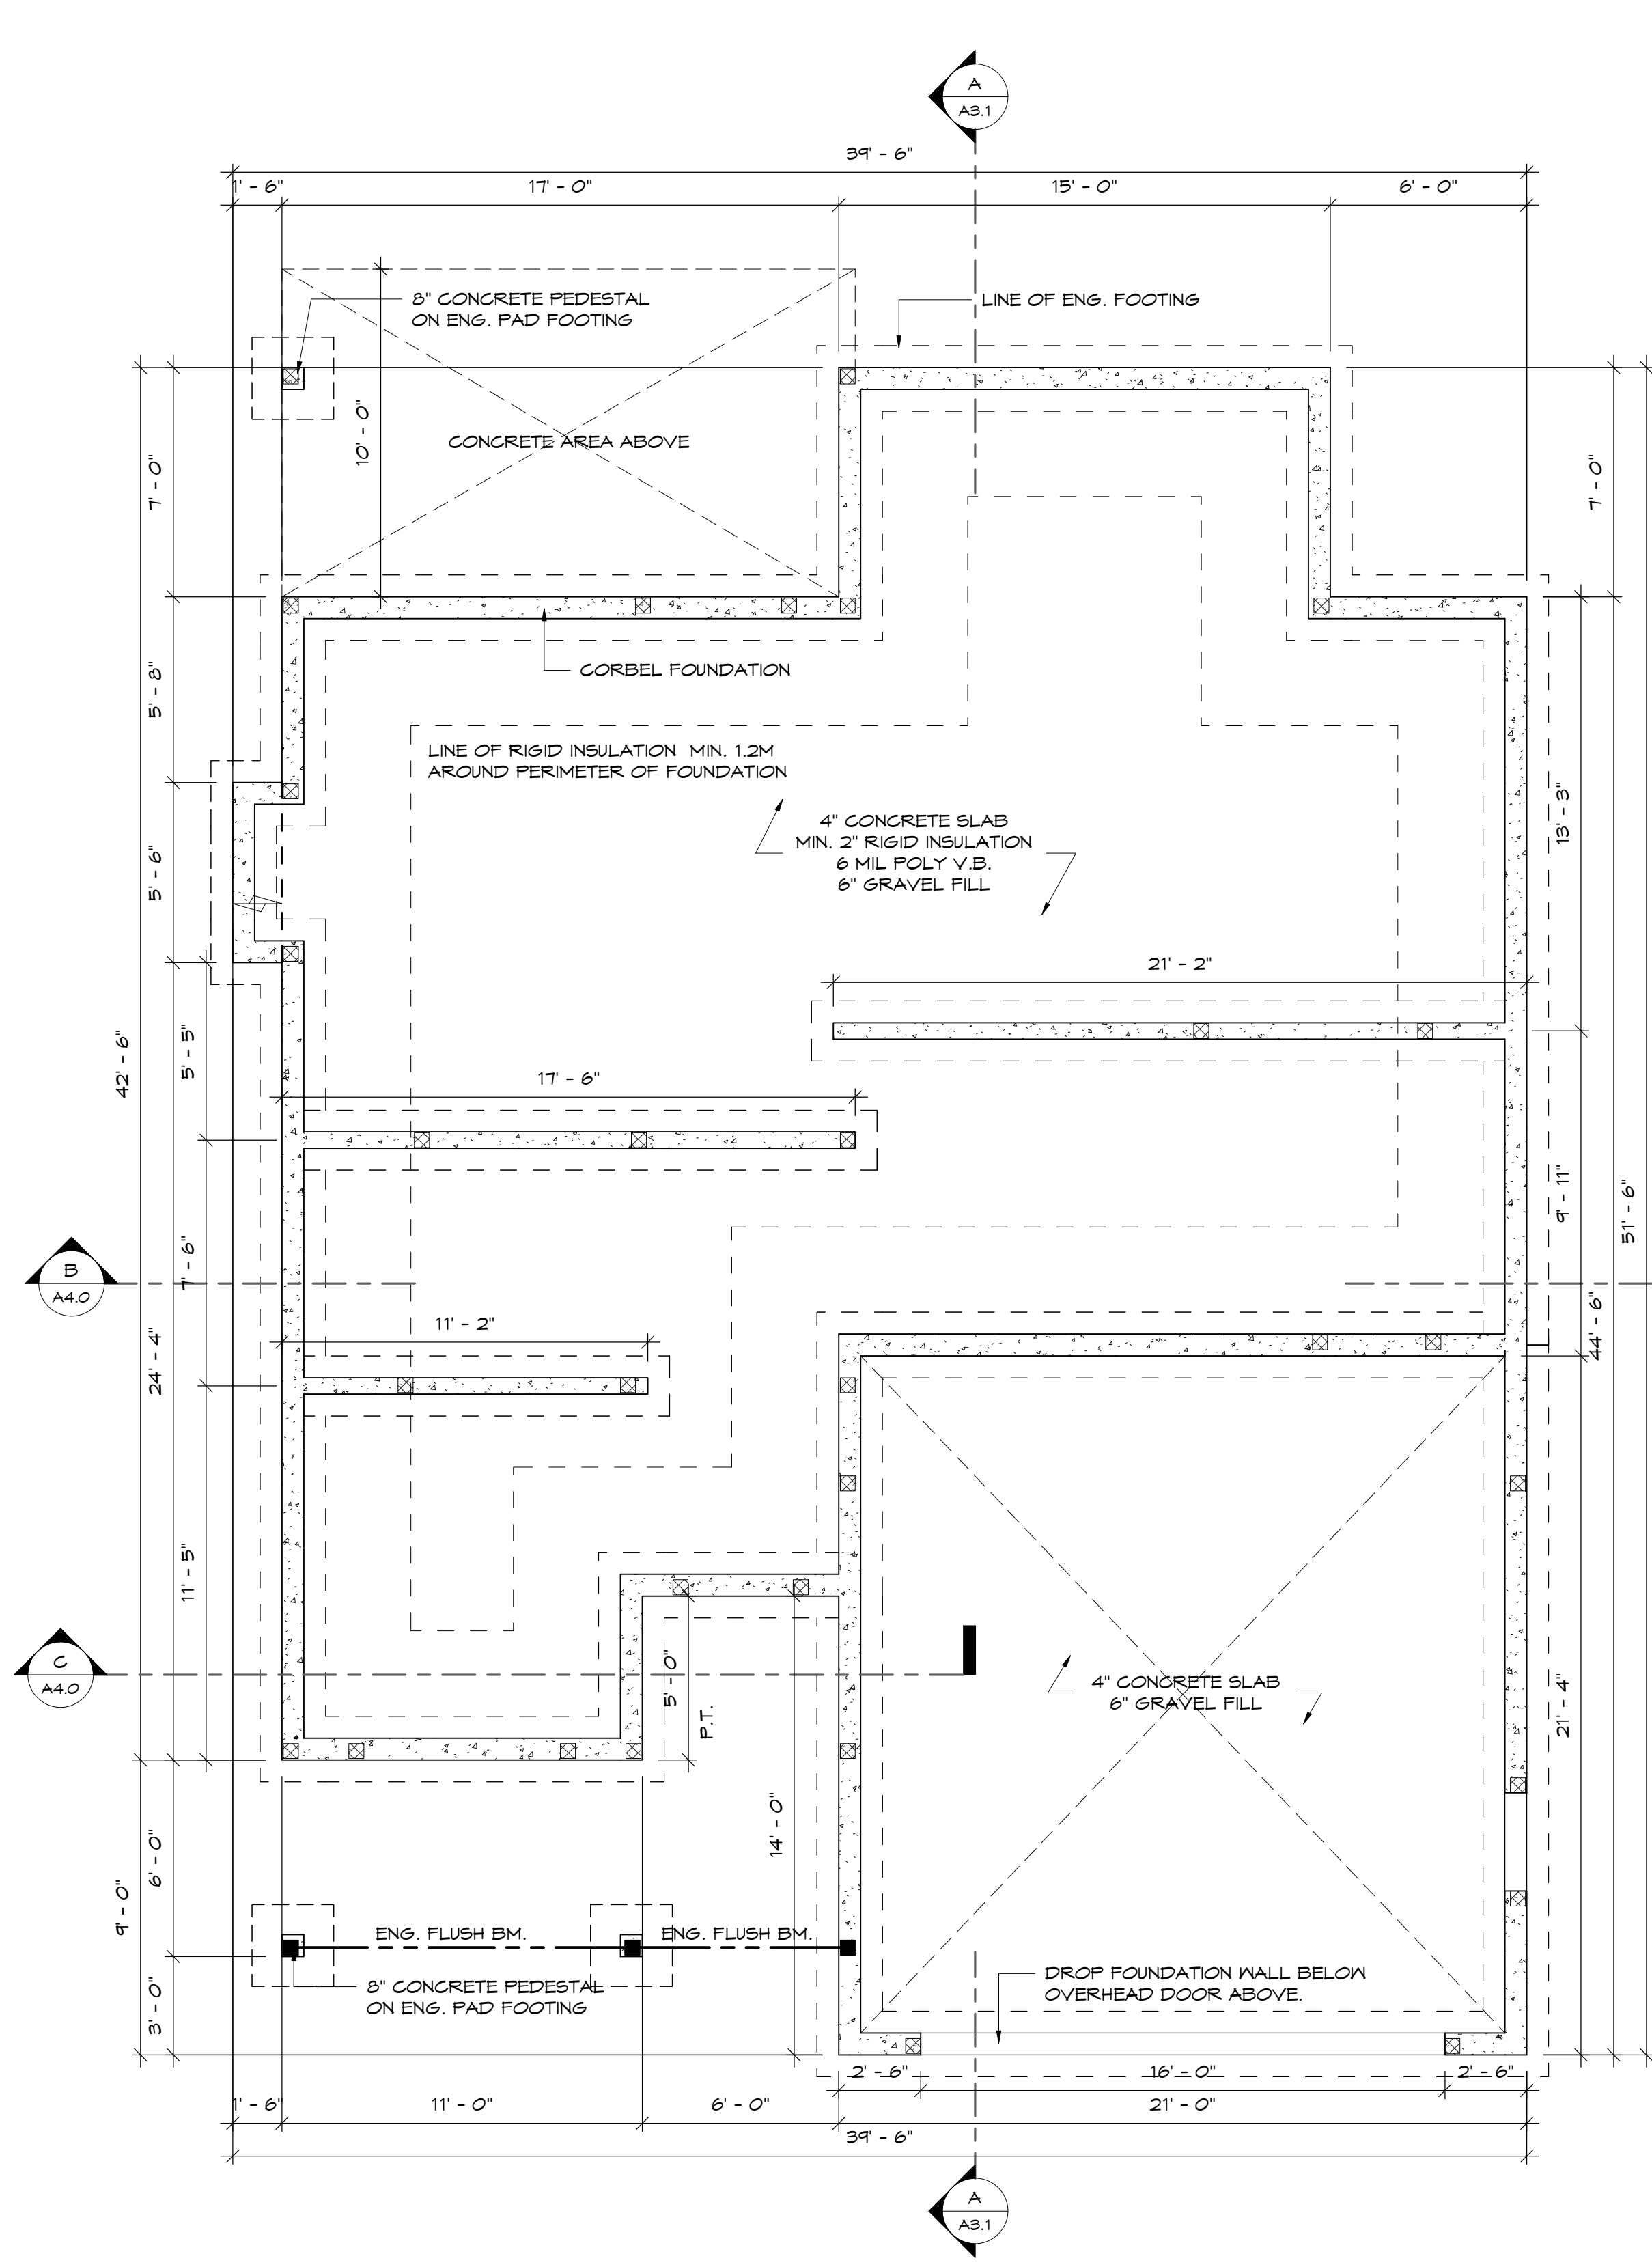 A
A3.1
39' - 6"
1' - 6"
17' - 0"
15' - 0"
6' - 0"
8" CONCRETE PEDESTAL
ON ENG. PAD FOOTING
LINE OF ENG. FOOTING
10' - 0"
CONCRETE AREA ABOVE
7' - 0"
7' - 0"
CORBEL FOUNDATION
5' - 8"
LINE OF RIGID INSULATION MIN. 1.2M
AROUND PERIMETER OF FOUNDATION
4" CONCRETE SLAB
MIN. 2" RIGID INSULATION
6 MIL POLY V.B.
6" GRAVEL FILL
13' - 3"
5' - 6"
21' - 2"
42' - 6"
5' - 5"
17' - 6"
9' - 11"
51' - 6"
B
A4.0
7' - 6"
11' - 2"
24' - 4"
44' - 6"
11' - 5"
C
A4.0
5' - 0"
P.T.
4" CONCRETE SLAB
6" GRAVEL FILL
21' - 4"
14' - 0"
6' - 0"
9' - 0"
ENG. FLUSH BM.
ENG. FLUSH BM.
8" CONCRETE PEDESTAL
ON ENG. PAD FOOTING
DROP FOUNDATION WALL BELOW
OVERHEAD DOOR ABOVE.
3' - 0"
2' - 6"
16' - 0"
2' - 6"
1' - 6"
11' - 0"
6' - 0"
21' - 0"
39' - 6"
A
A3.1